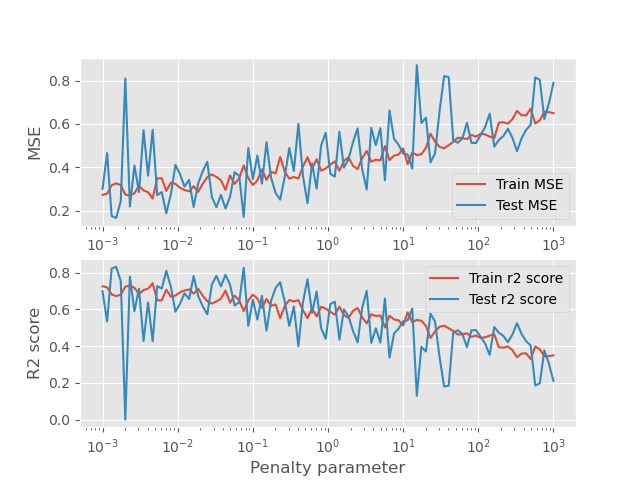 MSE
0.8
0.6
0.4
0.2
Train MSE
Test MSE
10⁻³ 10⁻² 10⁻¹ 10⁰ 10¹ 10² 10³
R2 score
0.8
0.6
0.4
0.2
0.0
Train r2 score
Test r2 score
10⁻³ 10⁻² 10⁻¹ 10⁰ 10¹ 10² 10³
Penalty parameter